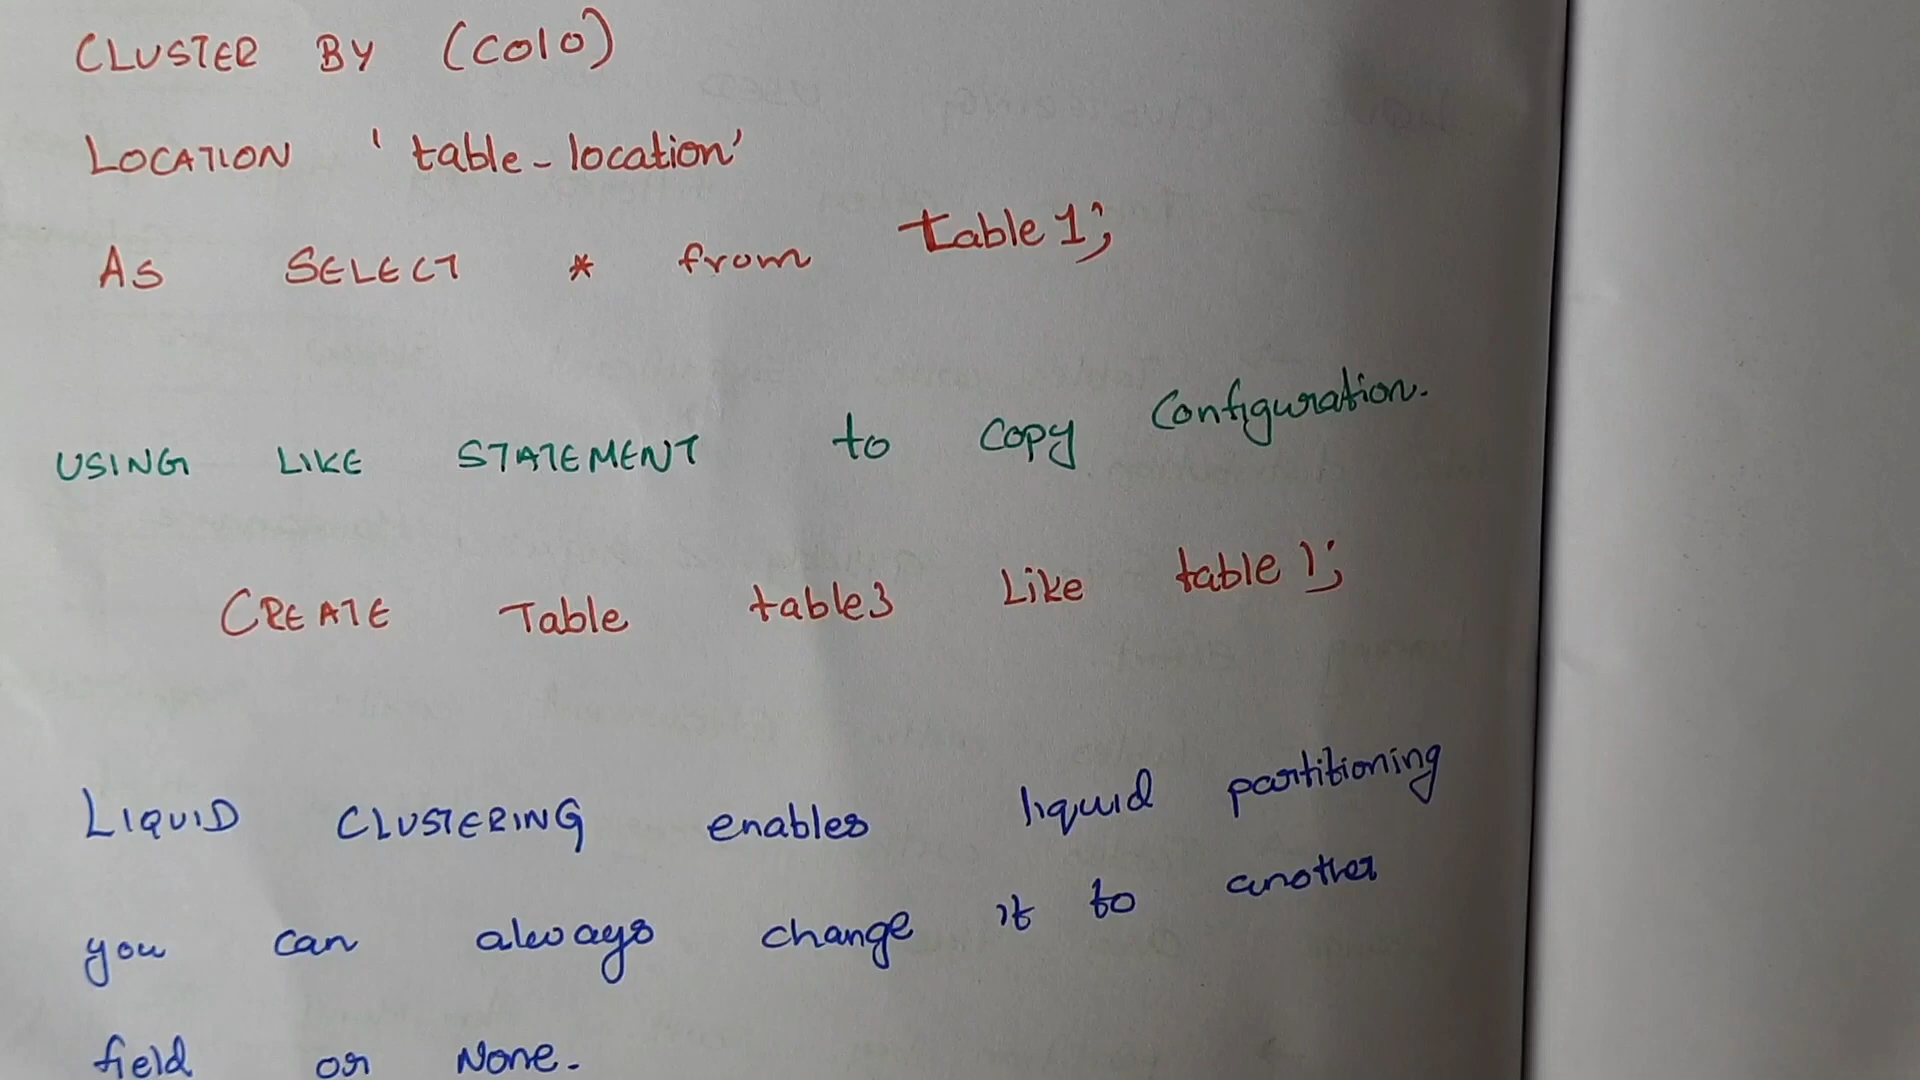 CLUSTER BY (col0)
LOCATION 'table-location'
AS SELECT * from table1;
USING LIKE STATEMENT to copy configuration.
CREATE Table table3 Like table1;
LIQUID CLUSTERING enables liquid partitioning
you can always change it to another
field or None.